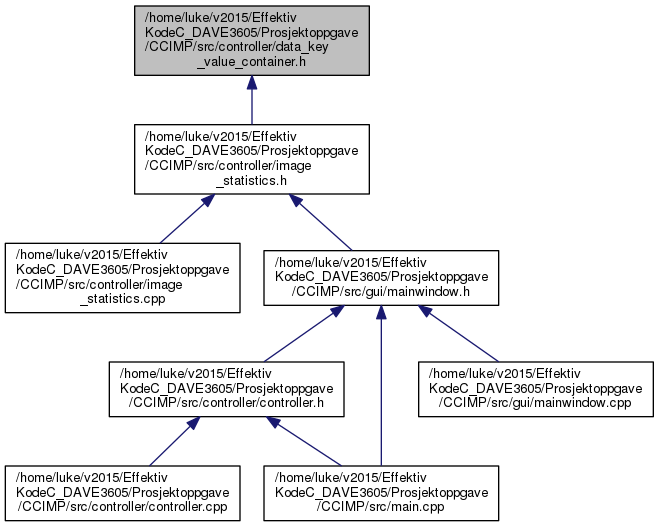 /home/luke/v2015/Effektiv
KodeC_DAVE3605/Prosjektoppgave
/CCIMP/src/controller/data_key
_value_container.h
/home/luke/v2015/Effektiv
KodeC_DAVE3605/Prosjektoppgave
/CCIMP/src/controller/image
_statistics.h
/home/luke/v2015/Effektiv
KodeC_DAVE3605/Prosjektoppgave
/CCIMP/src/controller/image
_statistics.cpp
/home/luke/v2015/Effektiv
KodeC_DAVE3605/Prosjektoppgave
/CCIMP/src/gui/mainwindow.h
/home/luke/v2015/Effektiv
KodeC_DAVE3605/Prosjektoppgave
/CCIMP/src/controller/controller.h
/home/luke/v2015/Effektiv
KodeC_DAVE3605/Prosjektoppgave
/CCIMP/src/gui/mainwindow.cpp
/home/luke/v2015/Effektiv
KodeC_DAVE3605/Prosjektoppgave
/CCIMP/src/controller/controller.cpp
/home/luke/v2015/Effektiv
KodeC_DAVE3605/Prosjektoppgave
/CCIMP/src/main.cpp